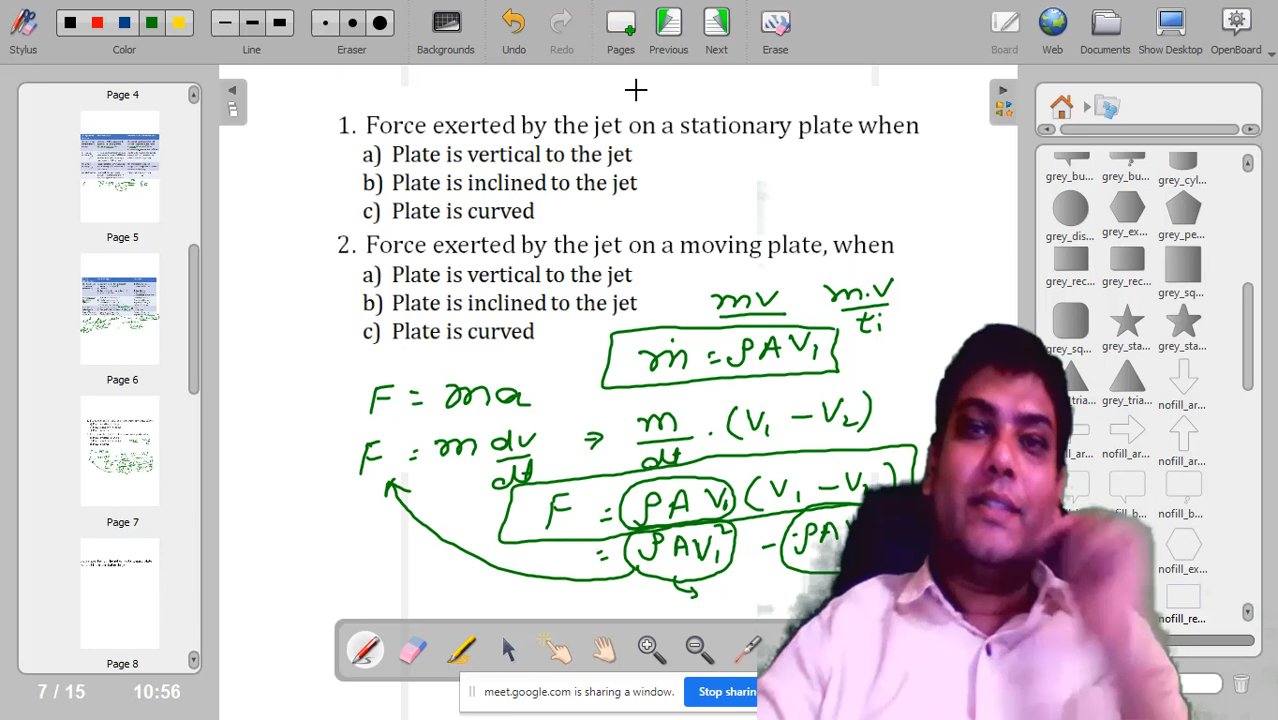 Stylus
Color
Line
Eraser
Backgrounds
Undo
Redo
Pages
Previous
Next
Erase
Board
Web
Documents
Show Desktop
OpenBoard
Page 4
Page 5
Page 6
Page 7
Page 8
7 / 15 10:56
1. Force exerted by the jet on a stationary plate when
a) Plate is vertical to the jet
b) Plate is inclined to the jet
c) Plate is curved
2. Force exerted by the jet on a moving plate, when
a) Plate is vertical to the jet
b) Plate is inclined to the jet
c) Plate is curved
mv
m.v
ti
ṁ = ρAV₁
F = ma
F = m dv/dt ⇒ m/dt . (V₁ - V₂)
F = ρAV₁ (V₁ -
= ρAV₁² - ρA
meet.google.com is sharing a window.
Stop sharin
grey_bu...
grey_bu...
grey_cyl...
grey_dis...
grey_ex...
grey_pe...
grey_rec...
grey_rec...
grey_sq...
grey_sq...
grey_sta...
grey_sta...
grey_tria...
nofill_ar...
nofill_ar...
nofill_ar...
nofill_b...
nofill_ex...
nofill_re...